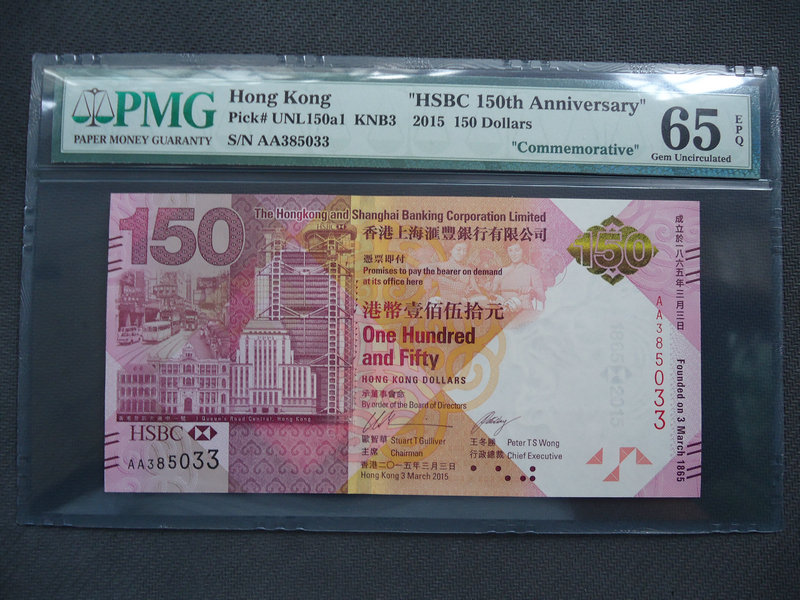 PMG
PAPER MONEY GUARANTY
Hong Kong "HSBC 150th Anniversary"
Pick# UNL150a1 KNB3 2015 150 Dollars
S/N AA385033
"Commemorative"
65
EPQ
Gem Uncirculated
150
The Hongkong and Shanghai Banking Corporation Limited
香港上海滙豐銀行有限公司
憑票即付
Promises to pay the bearer on demand
at its office here
港幣壹佰伍拾元
One Hundred
and Fifty
HONG KONG DOLLARS
承董事會命
By order of the Board of Directors
歐智華 Stuart T Gulliver
主席 Chairman
王冬勝 Peter T S Wong
行政總裁 Chief Executive
香港二〇一五年三月三日
Hong Kong 3 March 2015
HSBC
Queen's Road Central, Hong Kong
HSBC
AA385033
150
成立於一八六五年三月三日
AA385033
Founded on 3 March 1865